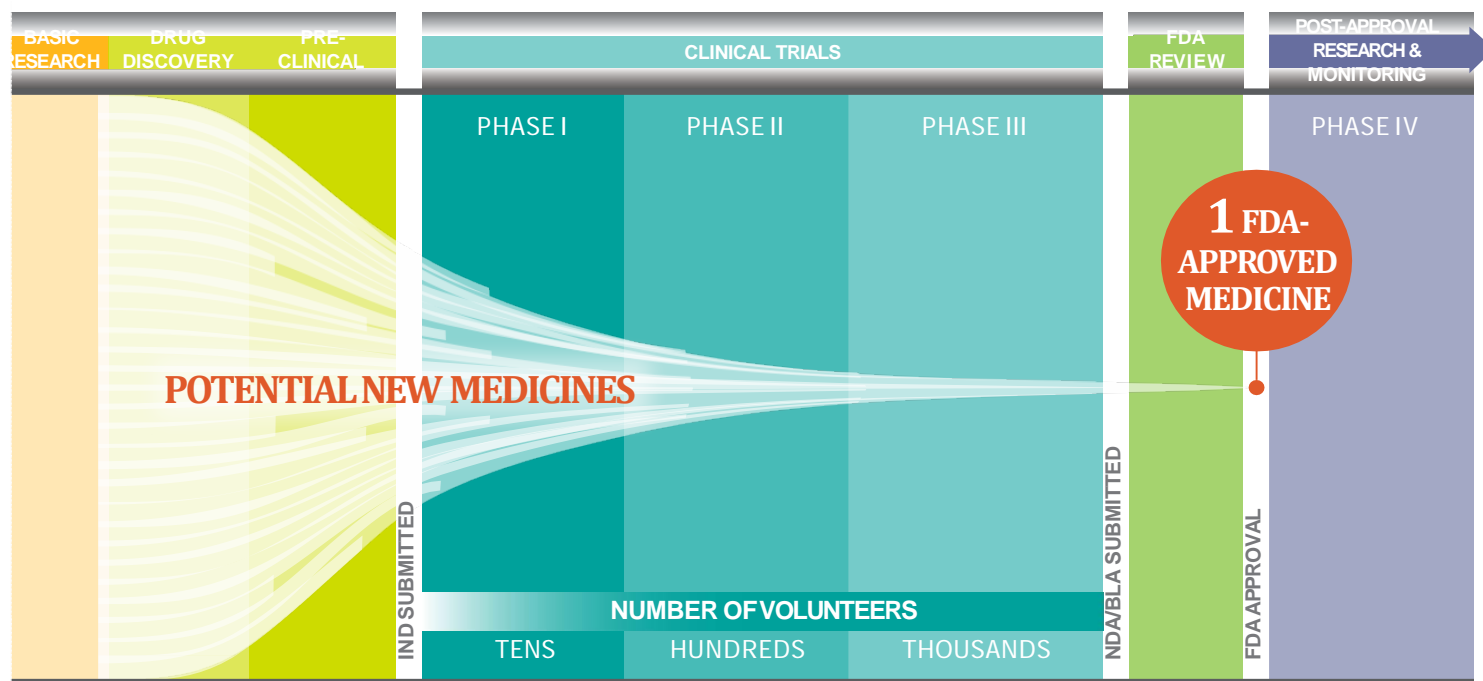 BASIC
RESEARCH
DRUG
DISCOVERY
PRE-
CLINICAL
CLINICAL TRIALS
FDA
REVIEW
POST-APPROVAL
RESEARCH &
MONITORING
PHASE I
PHASE II
PHASE III
PHASE IV
1 FDA-
APPROVED
MEDICINE
POTENTIAL NEW MEDICINES
IND SUBMITTED
NDA/BLA SUBMITTED
FDA APPROVAL
NUMBER OF VOLUNTEERS
TENS
HUNDREDS
THOUSANDS